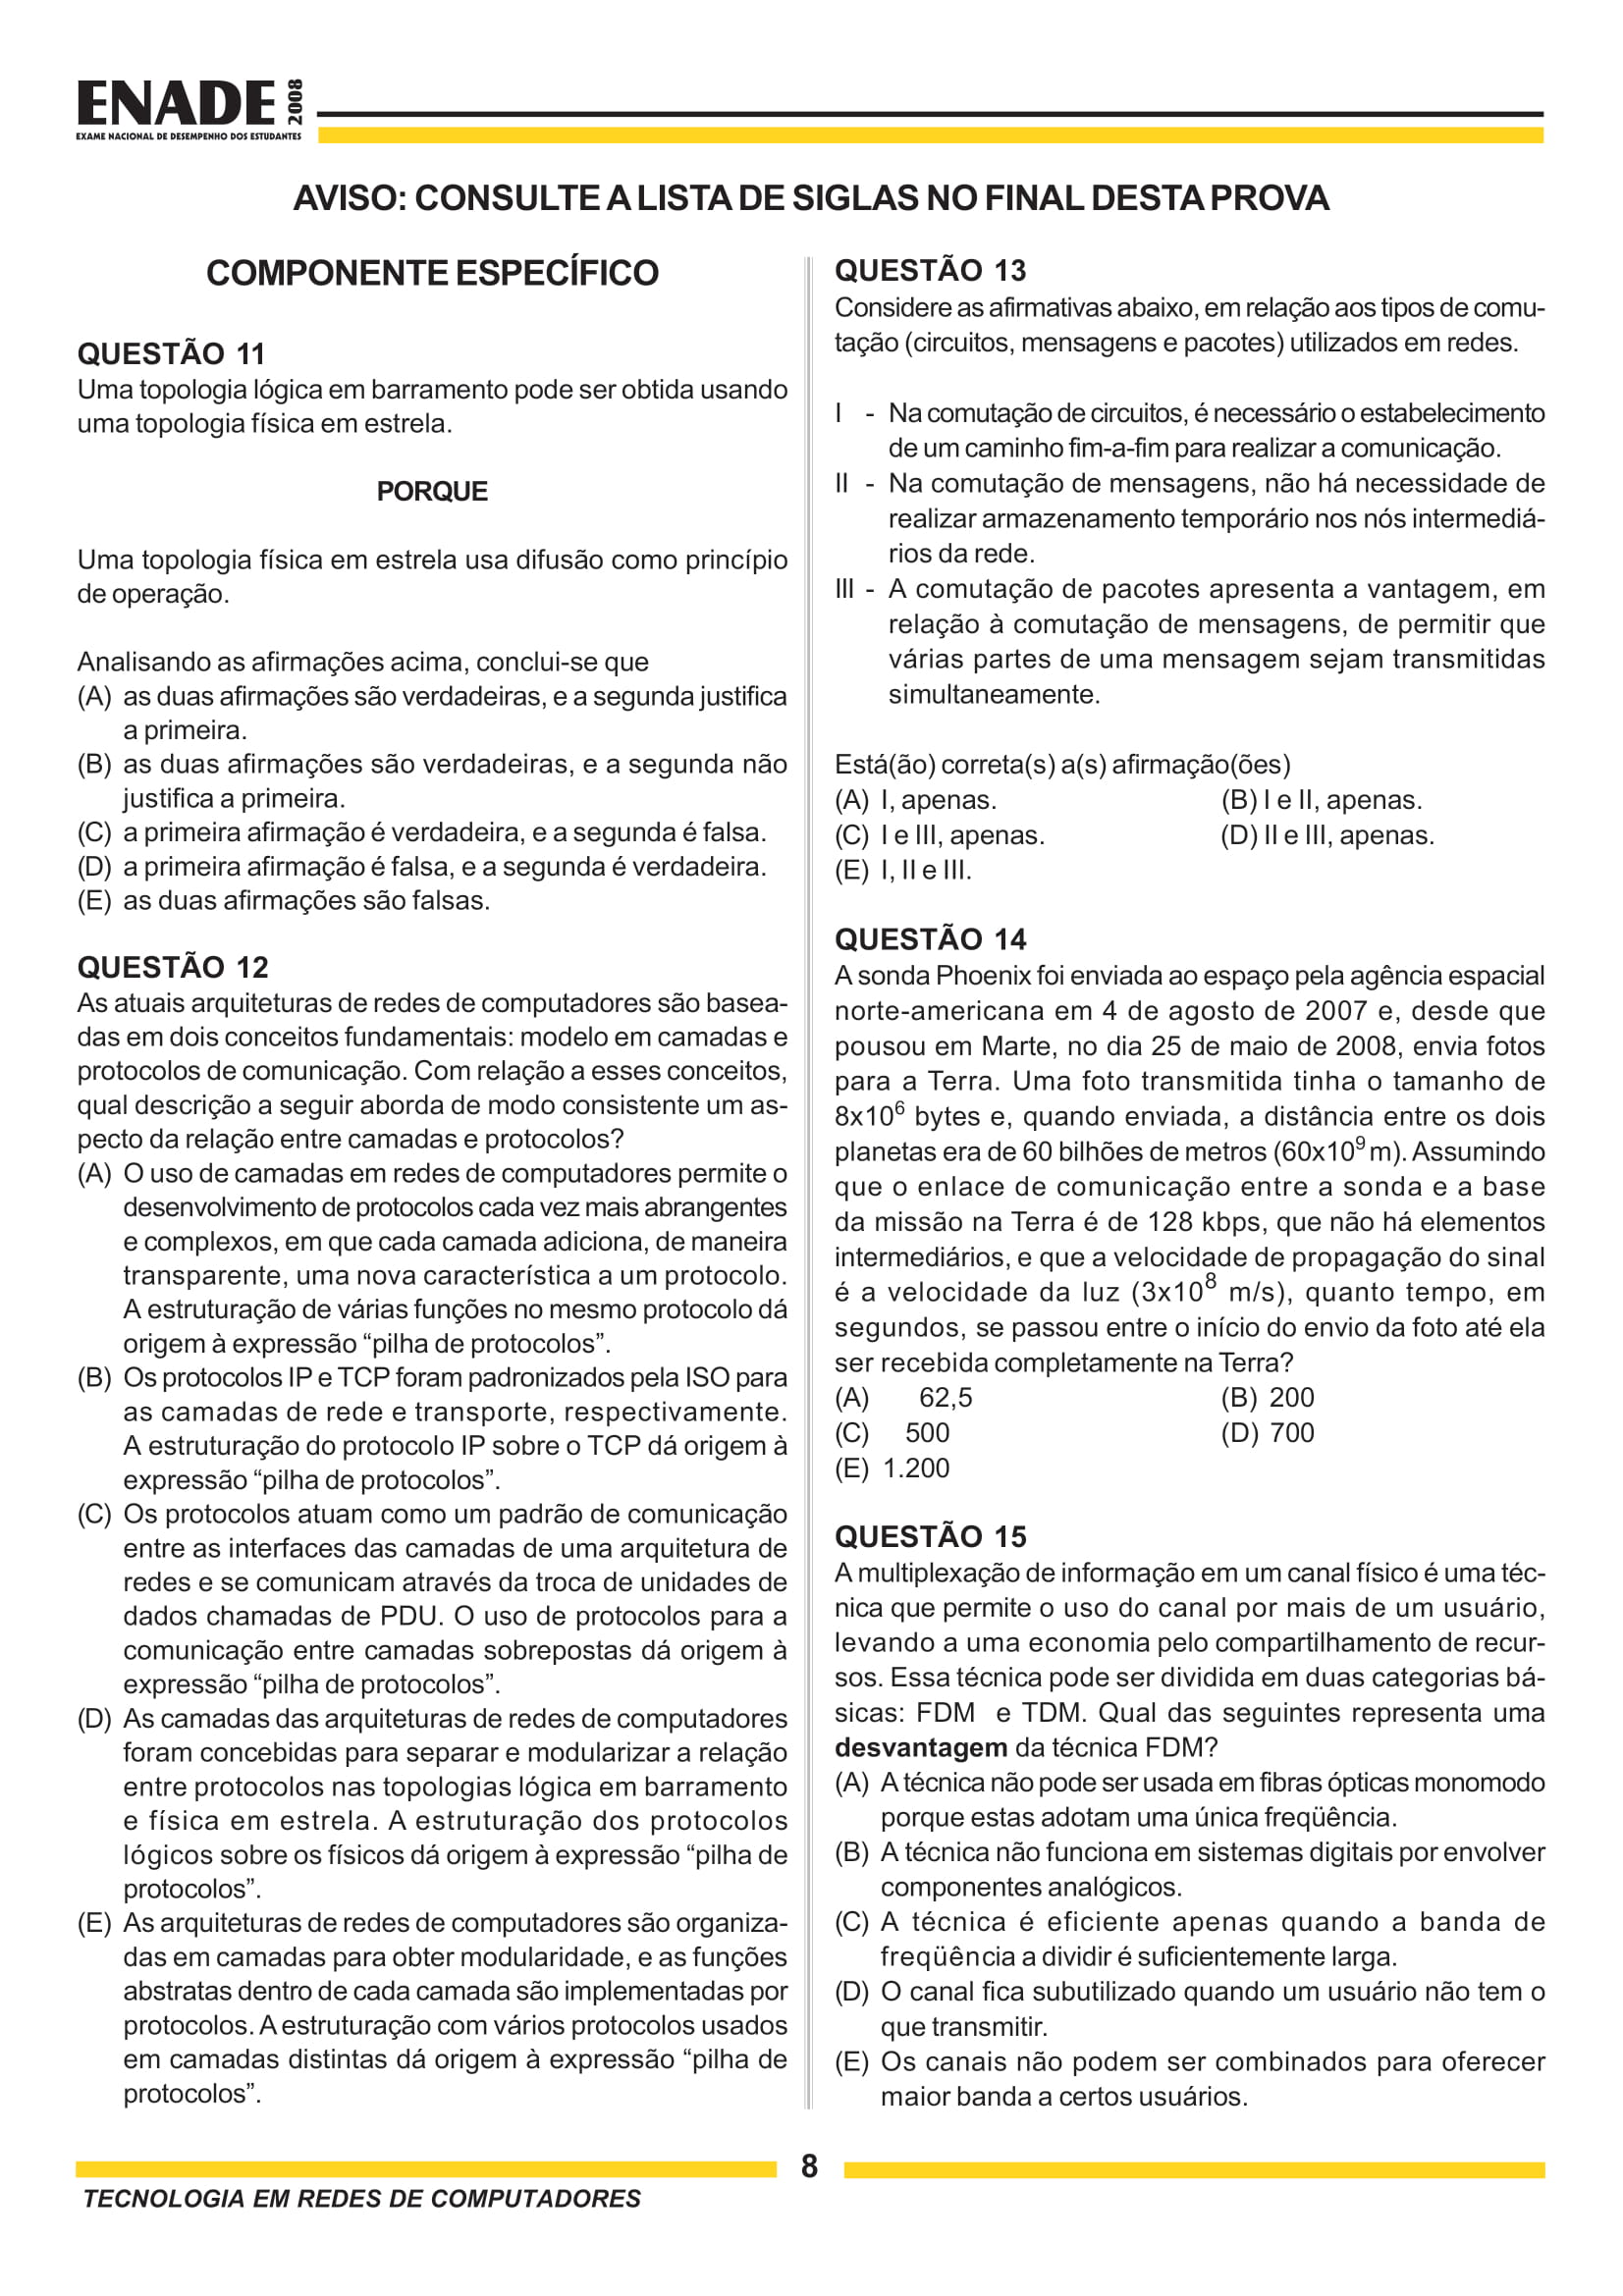 ENADE 2008
EXAME NACIONAL DE DESEMPENHO DOS ESTUDANTES
AVISO: CONSULTE A LISTA DE SIGLAS NO FINAL DESTA PROVA
COMPONENTE ESPECÍFICO
QUESTÃO 11
Uma topologia lógica em barramento pode ser obtida usando
uma topologia física em estrela.
PORQUE
Uma topologia física em estrela usa difusão como princípio
de operação.
Analisando as afirmações acima, conclui-se que
(A) as duas afirmações são verdadeiras, e a segunda justifica
a primeira.
(B) as duas afirmações são verdadeiras, e a segunda não
justifica a primeira.
(C) a primeira afirmação é verdadeira, e a segunda é falsa.
(D) a primeira afirmação é falsa, e a segunda é verdadeira.
(E) as duas afirmações são falsas.
QUESTÃO 12
As atuais arquiteturas de redes de computadores são basea-
das em dois conceitos fundamentais: modelo em camadas e
protocolos de comunicação. Com relação a esses conceitos,
qual descrição a seguir aborda de modo consistente um as-
pecto da relação entre camadas e protocolos?
(A) O uso de camadas em redes de computadores permite o
desenvolvimento de protocolos cada vez mais abrangentes
e complexos, em que cada camada adiciona, de maneira
transparente, uma nova característica a um protocolo.
A estruturação de várias funções no mesmo protocolo dá
origem à expressão “pilha de protocolos”.
(B) Os protocolos IP e TCP foram padronizados pela ISO para
as camadas de rede e transporte, respectivamente.
A estruturação do protocolo IP sobre o TCP dá origem à
expressão “pilha de protocolos”.
(C) Os protocolos atuam como um padrão de comunicação
entre as interfaces das camadas de uma arquitetura de
redes e se comunicam através da troca de unidades de
dados chamadas de PDU. O uso de protocolos para a
comunicação entre camadas sobrepostas dá origem à
expressão “pilha de protocolos”.
(D) As camadas das arquiteturas de redes de computadores
foram concebidas para separar e modularizar a relação
entre protocolos nas topologias lógica em barramento
e física em estrela. A estruturação dos protocolos
lógicos sobre os físicos dá origem à expressão “pilha de
protocolos”.
(E) As arquiteturas de redes de computadores são organiza-
das em camadas para obter modularidade, e as funções
abstratas dentro de cada camada são implementadas por
protocolos. A estruturação com vários protocolos usados
em camadas distintas dá origem à expressão “pilha de
protocolos”.
QUESTÃO 13
Considere as afirmativas abaixo, em relação aos tipos de comu-
tação (circuitos, mensagens e pacotes) utilizados em redes.
I - Na comutação de circuitos, é necessário o estabelecimento
de um caminho fim-a-fim para realizar a comunicação.
II - Na comutação de mensagens, não há necessidade de
realizar armazenamento temporário nos nós intermediá-
rios da rede.
III - A comutação de pacotes apresenta a vantagem, em
relação à comutação de mensagens, de permitir que
várias partes de uma mensagem sejam transmitidas
simultaneamente.
Está(ão) correta(s) a(s) afirmação(ões)
(A) I, apenas. (B) I e II, apenas.
(C) I e III, apenas. (D) II e III, apenas.
(E) I, II e III.
QUESTÃO 14
A sonda Phoenix foi enviada ao espaço pela agência espacial
norte-americana em 4 de agosto de 2007 e, desde que
pousou em Marte, no dia 25 de maio de 2008, envia fotos
para a Terra. Uma foto transmitida tinha o tamanho de
8x10⁶ bytes e, quando enviada, a distância entre os dois
planetas era de 60 bilhões de metros (60x10⁹ m). Assumindo
que o enlace de comunicação entre a sonda e a base
da missão na Terra é de 128 kbps, que não há elementos
intermediários, e que a velocidade de propagação do sinal
é a velocidade da luz (3x10⁸ m/s), quanto tempo, em
segundos, se passou entre o início do envio da foto até ela
ser recebida completamente na Terra?
(A) 62,5 (B) 200
(C) 500 (D) 700
(E) 1.200
QUESTÃO 15
A multiplexação de informação em um canal físico é uma téc-
nica que permite o uso do canal por mais de um usuário,
levando a uma economia pelo compartilhamento de recur-
sos. Essa técnica pode ser dividida em duas categorias bá-
sicas: FDM e TDM. Qual das seguintes representa uma
desvantagem da técnica FDM?
(A) A técnica não pode ser usada em fibras ópticas monomodo
porque estas adotam uma única freqüência.
(B) A técnica não funciona em sistemas digitais por envolver
componentes analógicos.
(C) A técnica é eficiente apenas quando a banda de
freqüência a dividir é suficientemente larga.
(D) O canal fica subutilizado quando um usuário não tem o
que transmitir.
(E) Os canais não podem ser combinados para oferecer
maior banda a certos usuários.
8
TECNOLOGIA EM REDES DE COMPUTADORES